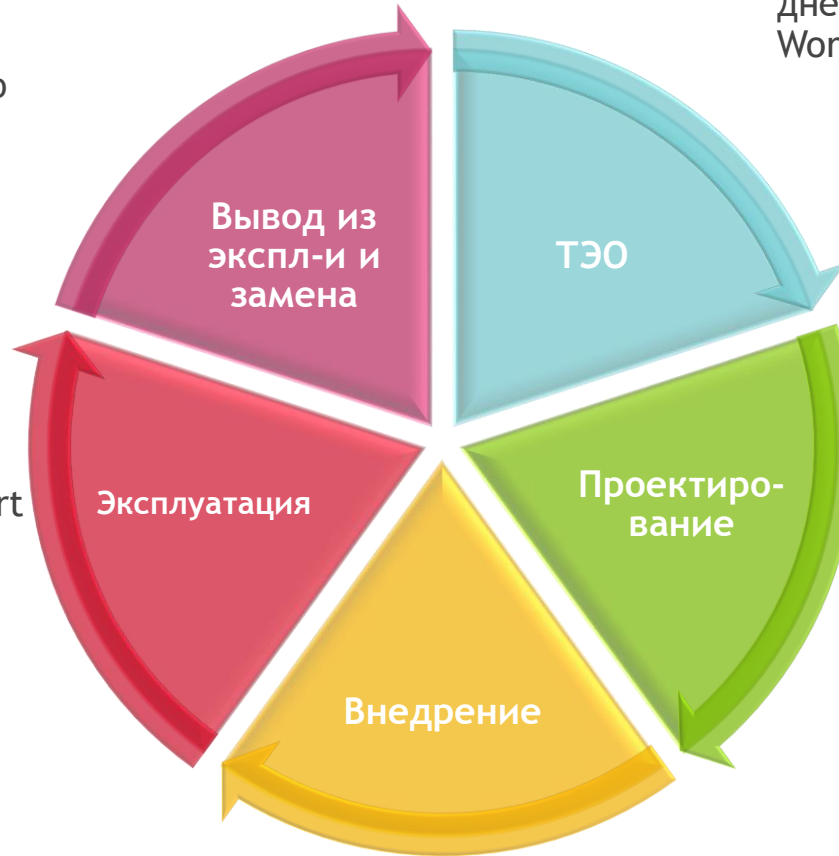 Вывод из
экспл-и и
замена
ТЭО
Проектиро-
вание
Внедрение
Эксплуатация